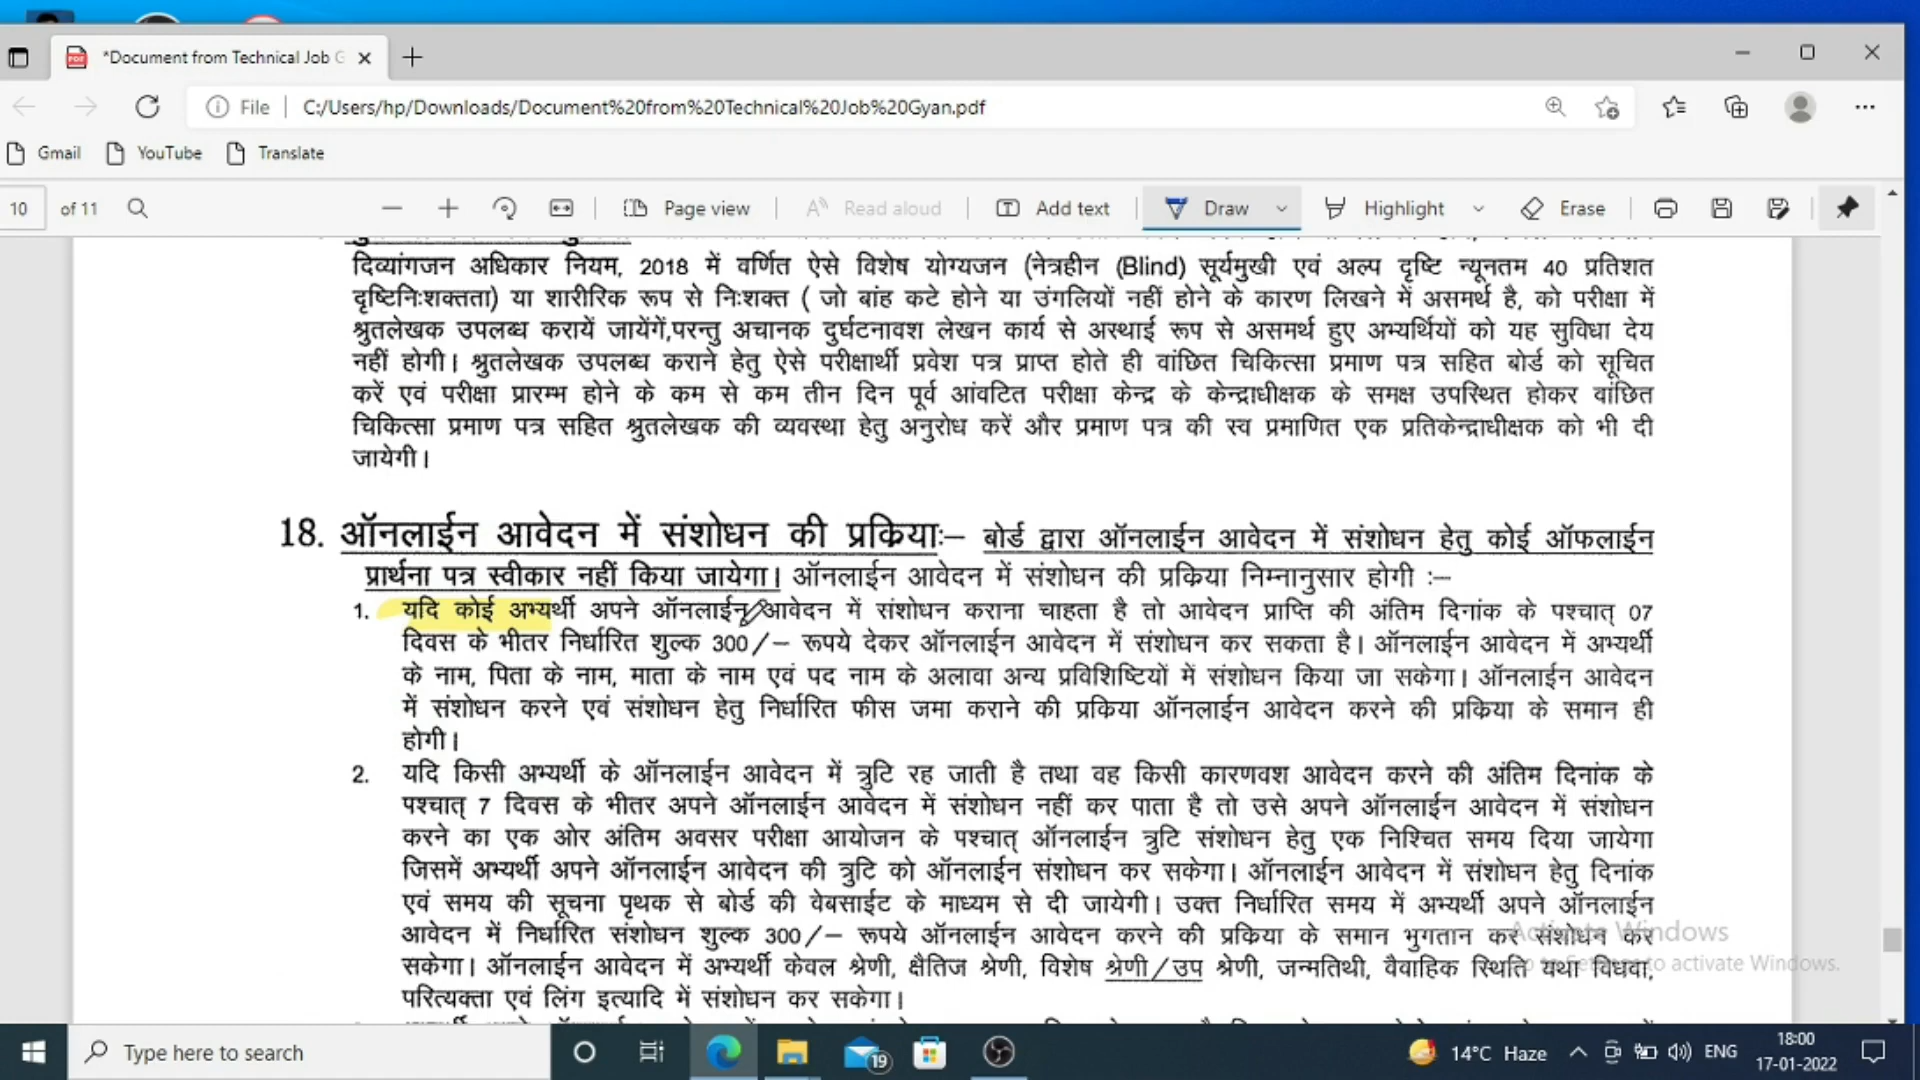 *Document from Technical Job G
File
C:/Users/hp/Downloads/Document%20from%20Technical%20Job%20Gyan.pdf
Gmail YouTube Translate
10 of 11 Page view Read aloud Add text Draw Highlight Erase
दिव्यांगजन अधिकार नियम, 2018 में वर्णित ऐसे विशेष योग्यजन (नेत्रहीन (Blind) सूर्यमुखी एवं अल्प दृष्टि न्यूनतम 40 प्रतिशत
दृष्टिनिःशक्तता) या शारीरिक रूप से निःशक्त ( जो बांह कटे होने या उंगलियों नहीं होने के कारण लिखने में असमर्थ है, को परीक्षा में
श्रुतलेखक उपलब्ध करायें जायेंगें,परन्तु अचानक दुर्घटनावश लेखन कार्य से अस्थाई रूप से असमर्थ हुए अभ्यर्थियों को यह सुविधा देय
नहीं होगी। श्रुतलेखक उपलब्ध कराने हेतु ऐसे परीक्षार्थी प्रवेश पत्र प्राप्त होते ही वांछित चिकित्सा प्रमाण पत्र सहित बोर्ड को सूचित
करें एवं परीक्षा प्रारम्भ होने के कम से कम तीन दिन पूर्व आंवटित परीक्षा केन्द्र के केन्द्राधीक्षक के समक्ष उपस्थित होकर वांछित
चिकित्सा प्रमाण पत्र सहित श्रुतलेखक की व्यवस्था हेतु अनुरोध करें और प्रमाण पत्र की स्व प्रमाणित एक प्रतिकेन्द्राधीक्षक को भी दी
जायेगी।
18. ऑनलाईन आवेदन में संशोधन की प्रकिया:– बोर्ड द्वारा ऑनलाईन आवेदन में संशोधन हेतु कोई ऑफलाईन
प्रार्थना पत्र स्वीकार नहीं किया जायेगा। ऑनलाईन आवेदन में संशोधन की प्रकिया निम्नानुसार होगी :–
1. यदि कोई अभ्यर्थी अपने ऑनलाईन आवेदन में संशोधन कराना चाहता है तो आवेदन प्राप्ति की अंतिम दिनांक के पश्चात् 07
दिवस के भीतर निर्धारित शुल्क 300/– रूपये देकर ऑनलाईन आवेदन में संशोधन कर सकता है। ऑनलाईन आवेदन में अभ्यर्थी
के नाम, पिता के नाम, माता के नाम एवं पद नाम के अलावा अन्य प्रविशिष्टियों में संशोधन किया जा सकेगा। ऑनलाईन आवेदन
में संशोधन करने एवं संशोधन हेतु निर्धारित फीस जमा कराने की प्रकिया ऑनलाईन आवेदन करने की प्रकिया के समान ही
होगी।
2. यदि किसी अभ्यर्थी के ऑनलाईन आवेदन में त्रुटि रह जाती है तथा वह किसी कारणवश आवेदन करने की अंतिम दिनांक के
पश्चात् 7 दिवस के भीतर अपने ऑनलाईन आवेदन में संशोधन नहीं कर पाता है तो उसे अपने ऑनलाईन आवेदन में संशोधन
करने का एक ओर अंतिम अवसर परीक्षा आयोजन के पश्चात् ऑनलाईन त्रुटि संशोधन हेतु एक निश्चित समय दिया जायेगा
जिसमें अभ्यर्थी अपने ऑनलाईन आवेदन की त्रुटि को ऑनलाईन संशोधन कर सकेगा। ऑनलाईन आवेदन में संशोधन हेतु दिनांक
एवं समय की सूचना पृथक से बोर्ड की वेबसाईट के माध्यम से दी जायेगी। उक्त निर्धारित समय में अभ्यर्थी अपने ऑनलाईन
आवेदन में निर्धारित संशोधन शुल्क 300/– रूपये ऑनलाईन आवेदन करने की प्रकिया के समान भुगतान कर संशोधन कर
सकेगा। ऑनलाईन आवेदन में अभ्यर्थी केवल श्रेणी, क्षैतिज श्रेणी, विशेष श्रेणी/उप श्रेणी, जन्मतिथी, वैवाहिक स्थिति यथा विधवा,
परित्यक्ता एवं लिंग इत्यादि में संशोधन कर सकेगा।
Activate Windows
Go to Settings to activate Windows.
Type here to search
19
14°C Haze
ENG
18:00
17-01-2022